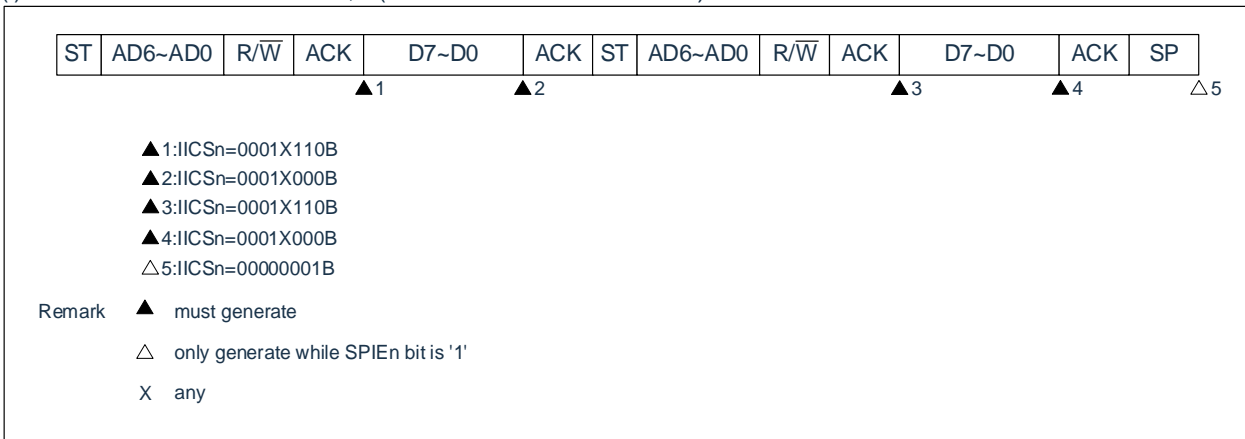 ST AD6~AD0 R/W̅ ACK D7~D0 ACK ST AD6~AD0 R/W̅ ACK D7~D0 ACK SP
▲1 ▲2 ▲3 ▲4 △5
▲1:IICSn=0001X110B
▲2:IICSn=0001X000B
▲3:IICSn=0001X110B
▲4:IICSn=0001X000B
△5:IICSn=00000001B
Remark ▲ must generate
△ only generate while SPIEn bit is '1'
X any